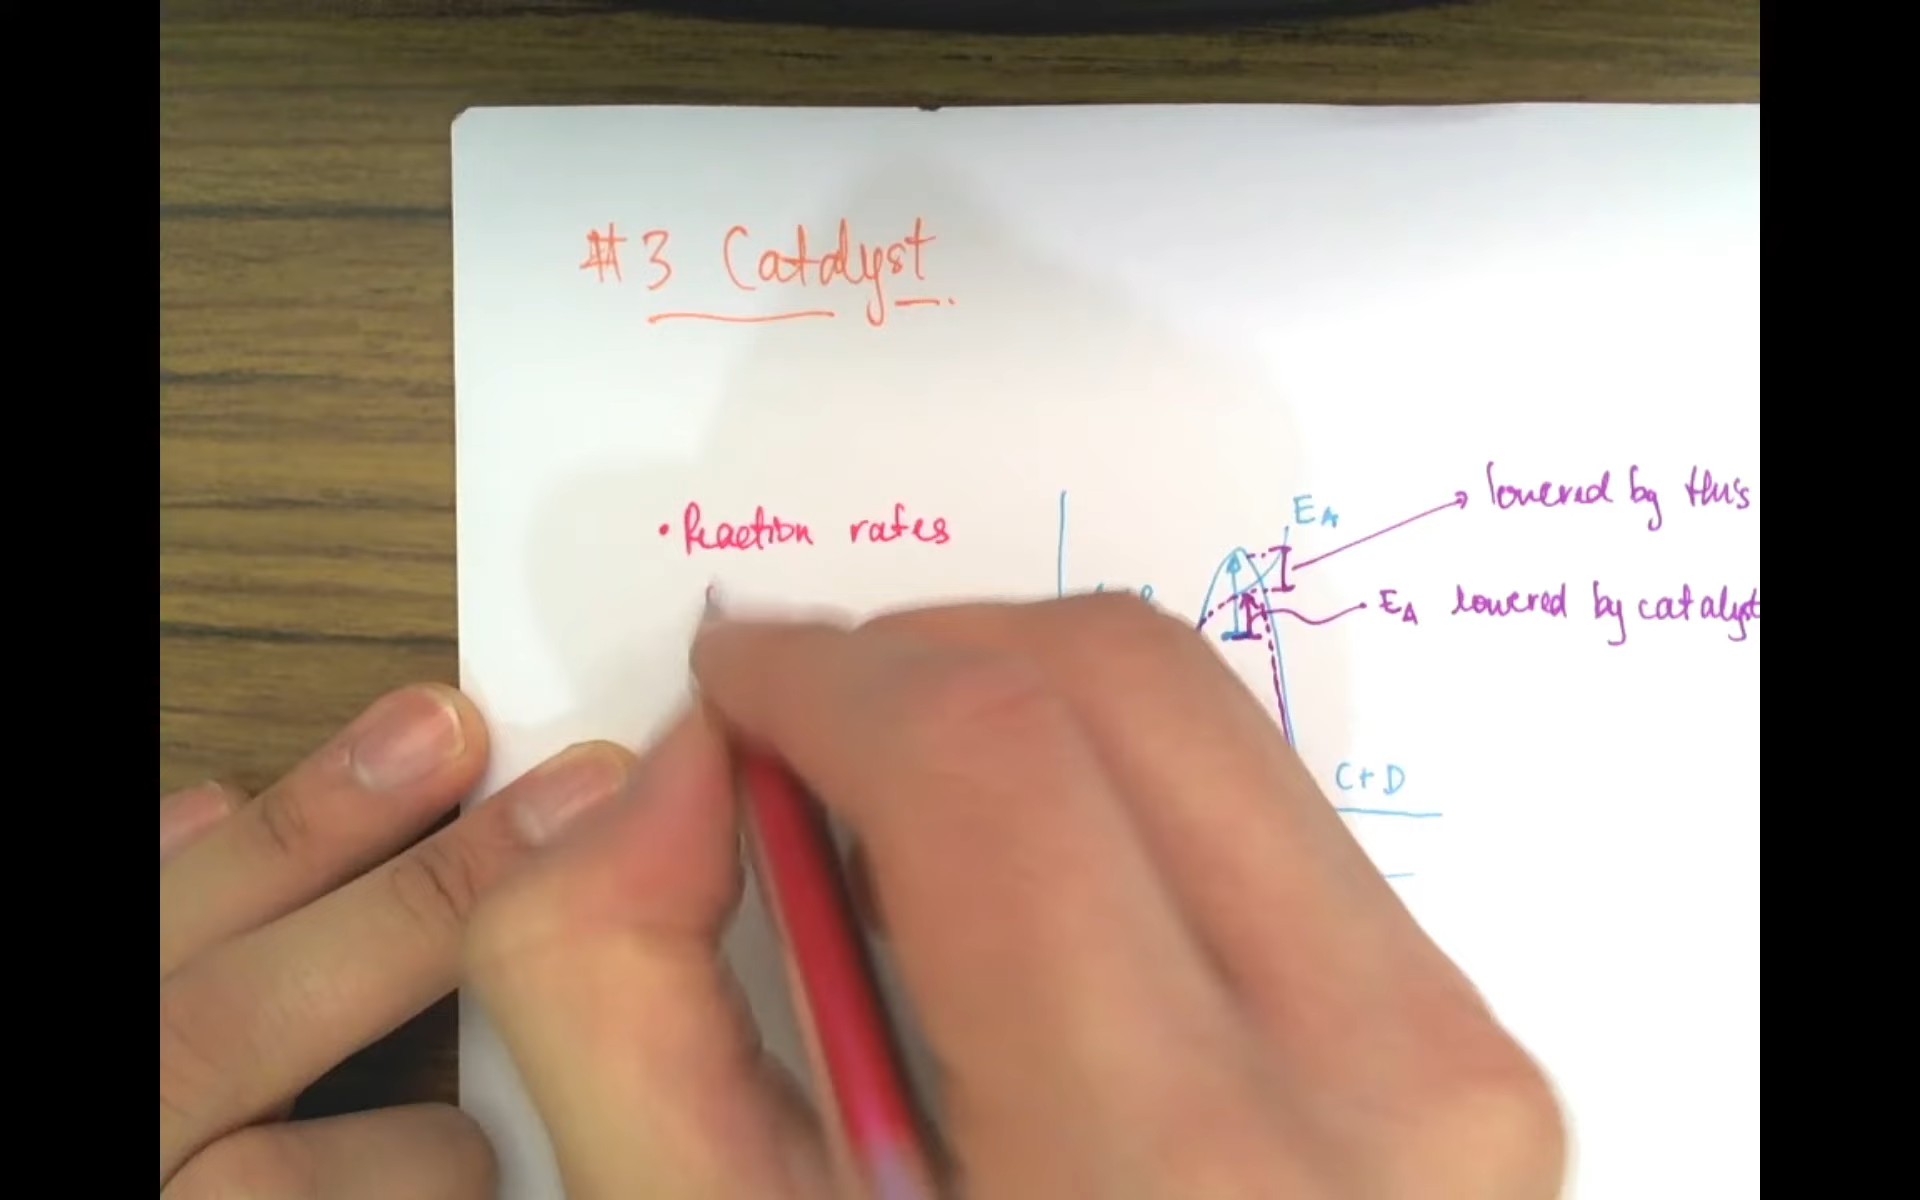 #3 Catalyst
• Reaction rates
EA
lowered by this
EA lowered by catalyst
C+D